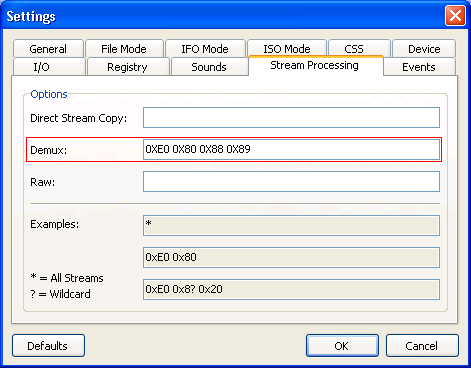 Settings
General File Mode IFO Mode ISO Mode CSS Device
I/O Registry Sounds Stream Processing Events
Options
Direct Stream Copy:
Demux: 0XE0 0X80 0X88 0X89
Raw:
Examples: *
0xE0 0x80
* = All Streams
? = Wildcard 0xE0 0x8? 0x20
Defaults OK Cancel